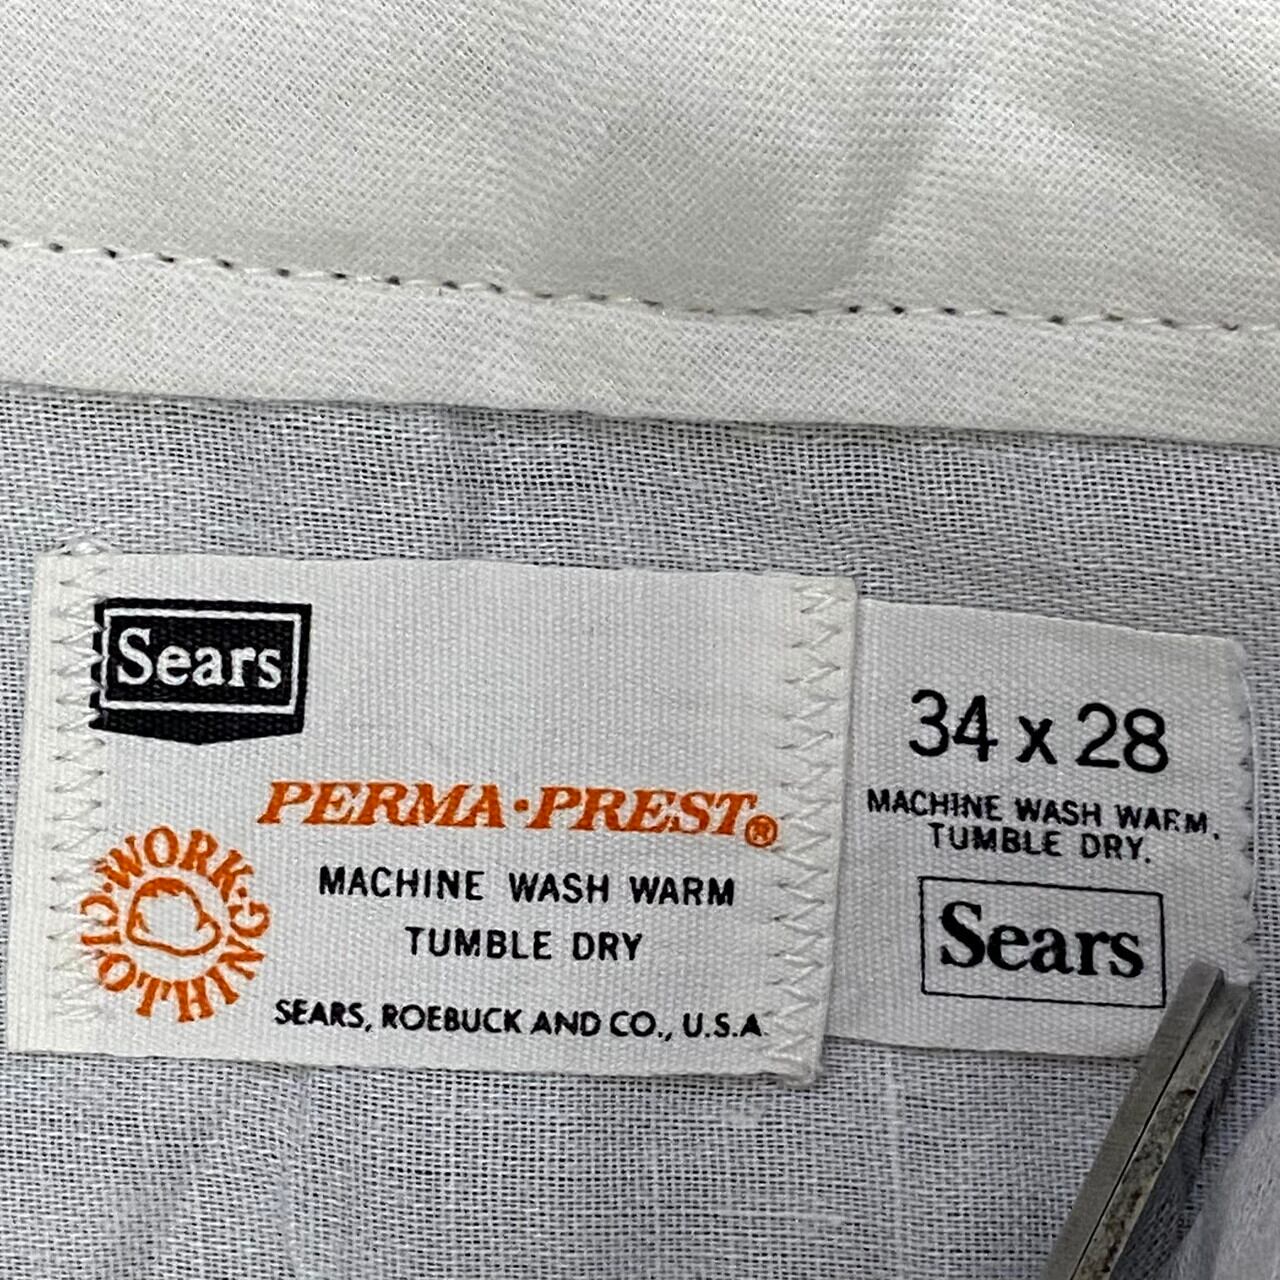 Sears
PERMA·PREST®
MACHINE WASH WARM
TUMBLE DRY
SEARS, ROEBUCK AND CO., U.S.A.
·WORK·CLOTHING
34 x 28
MACHINE WASH WARM.
TUMBLE DRY.
Sears